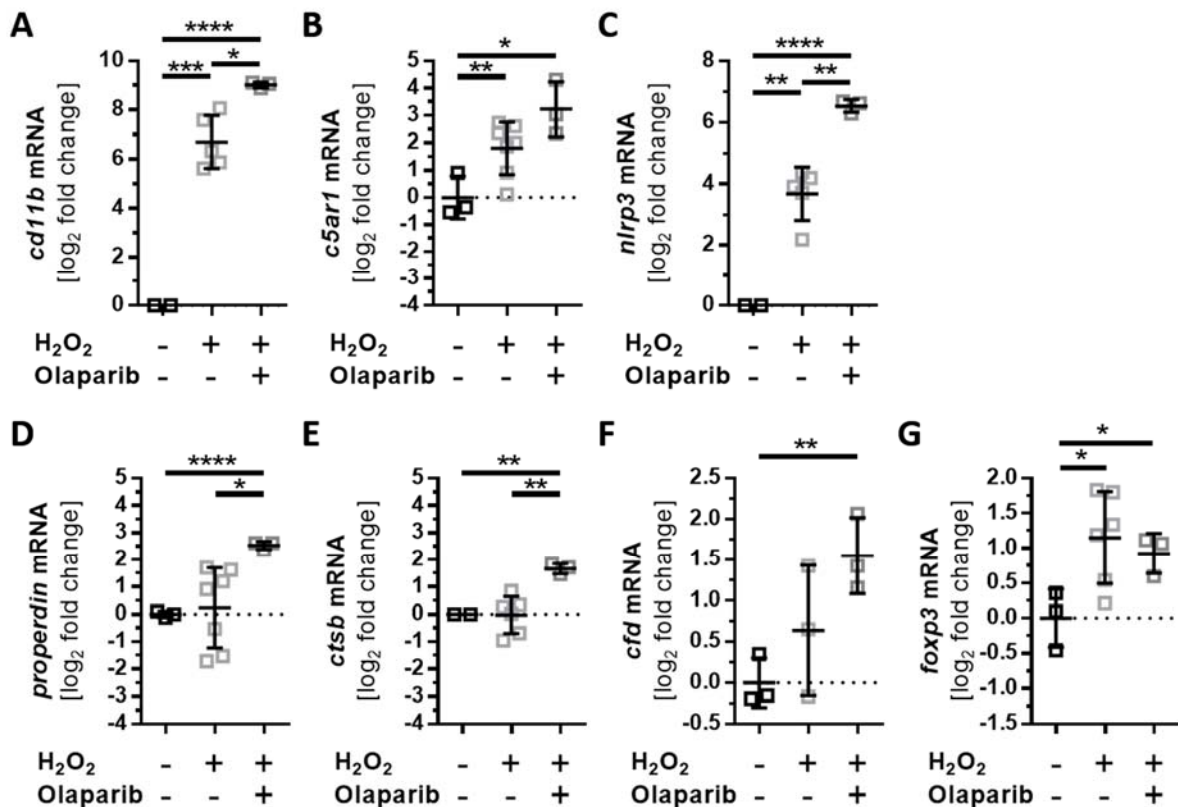 A
cd11b mRNA
[log₂ fold change]
10
8
6
4
2
0
****
***
*
H₂O₂ - + +
Olaparib - - +
B
c5ar1 mRNA
[log₂ fold change]
5
4
3
2
1
0
-1
-2
-3
-4
*
**
H₂O₂ - + +
Olaparib - - +
C
nlrp3 mRNA
[log₂ fold change]
8
6
4
2
0
****
**
**
H₂O₂ - + +
Olaparib - - +
D
properdin mRNA
[log₂ fold change]
5
4
3
2
1
0
-1
-2
-3
-4
****
*
H₂O₂ - + +
Olaparib - - +
E
ctsb mRNA
[log₂ fold change]
5
4
3
2
1
0
-1
-2
-3
-4
**
**
H₂O₂ - + +
Olaparib - - +
F
cfd mRNA
[log₂ fold change]
2.5
2.0
1.5
1.0
0.5
0.0
-0.5
**
H₂O₂ - + +
Olaparib - - +
G
foxp3 mRNA
[log₂ fold change]
2.0
1.5
1.0
0.5
0.0
-0.5
-1.0
-1.5
*
*
H₂O₂ - + +
Olaparib - - +